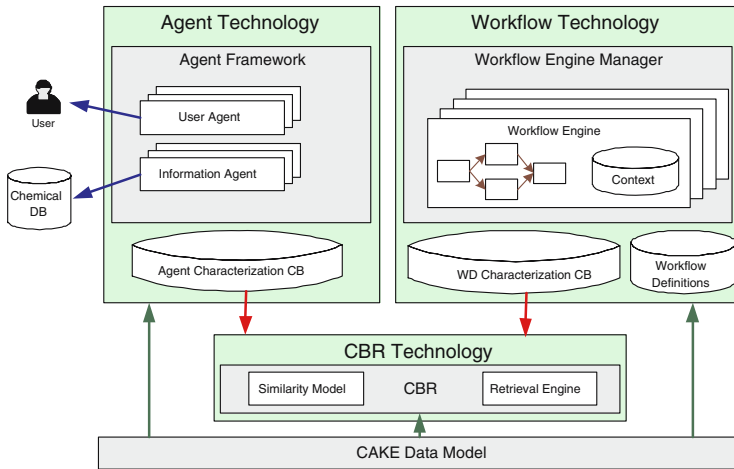 Agent Technology
Agent Framework
User Agent
Information Agent
Agent Characterization CB
User
Chemical
DB
Workflow Technology
Workflow Engine Manager
Workflow Engine
Context
WD Characterization CB
Workflow
Definitions
CBR Technology
Similarity Model
CBR
Retrieval Engine
CAKE Data Model